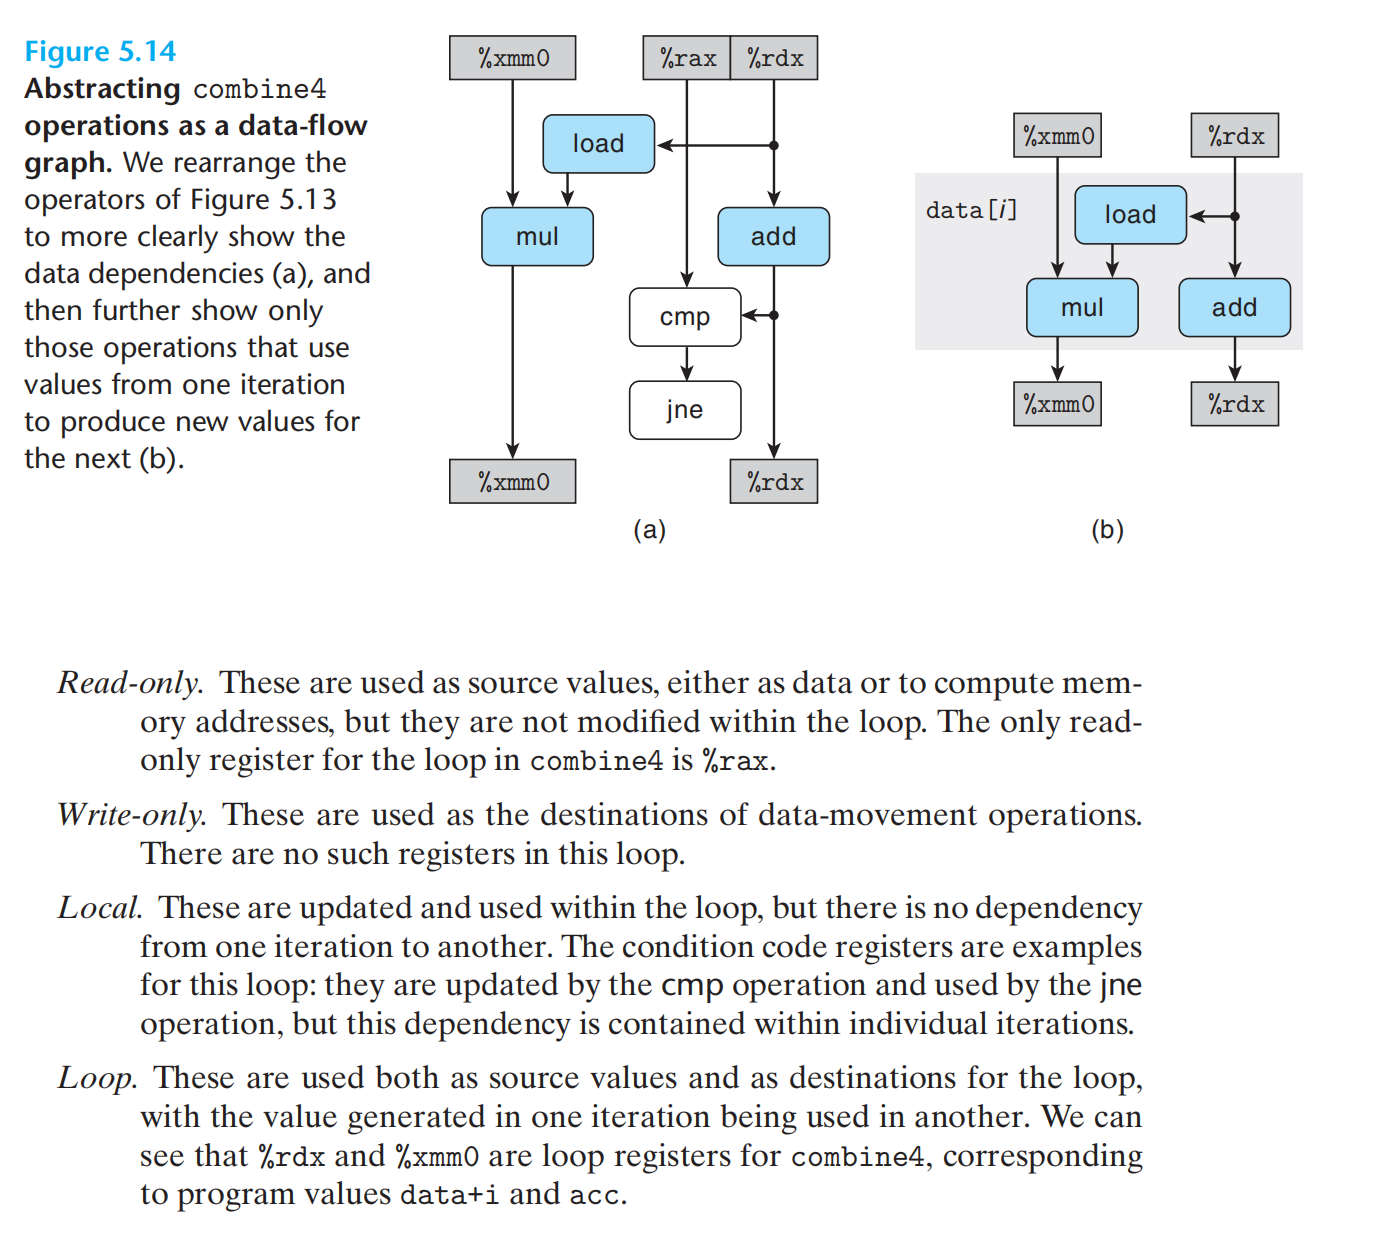 Figure 5.14
Abstracting combine4
operations as a data-flow
graph. We rearrange the
operators of Figure 5.13
to more clearly show the
data dependencies (a), and
then further show only
those operations that use
values from one iteration
to produce new values for
the next (b).
%xmm0
%rax
%rdx
load
mul
add
cmp
jne
%xmm0
%rdx
(a)
%xmm0
%rdx
data[i]
load
mul
add
%xmm0
%rdx
(b)
Read-only. These are used as source values, either as data or to compute mem-
ory addresses, but they are not modified within the loop. The only read-
only register for the loop in combine4 is %rax.
Write-only. These are used as the destinations of data-movement operations.
There are no such registers in this loop.
Local. These are updated and used within the loop, but there is no dependency
from one iteration to another. The condition code registers are examples
for this loop: they are updated by the cmp operation and used by the jne
operation, but this dependency is contained within individual iterations.
Loop. These are used both as source values and as destinations for the loop,
with the value generated in one iteration being used in another. We can
see that %rdx and %xmm0 are loop registers for combine4, corresponding
to program values data+i and acc.